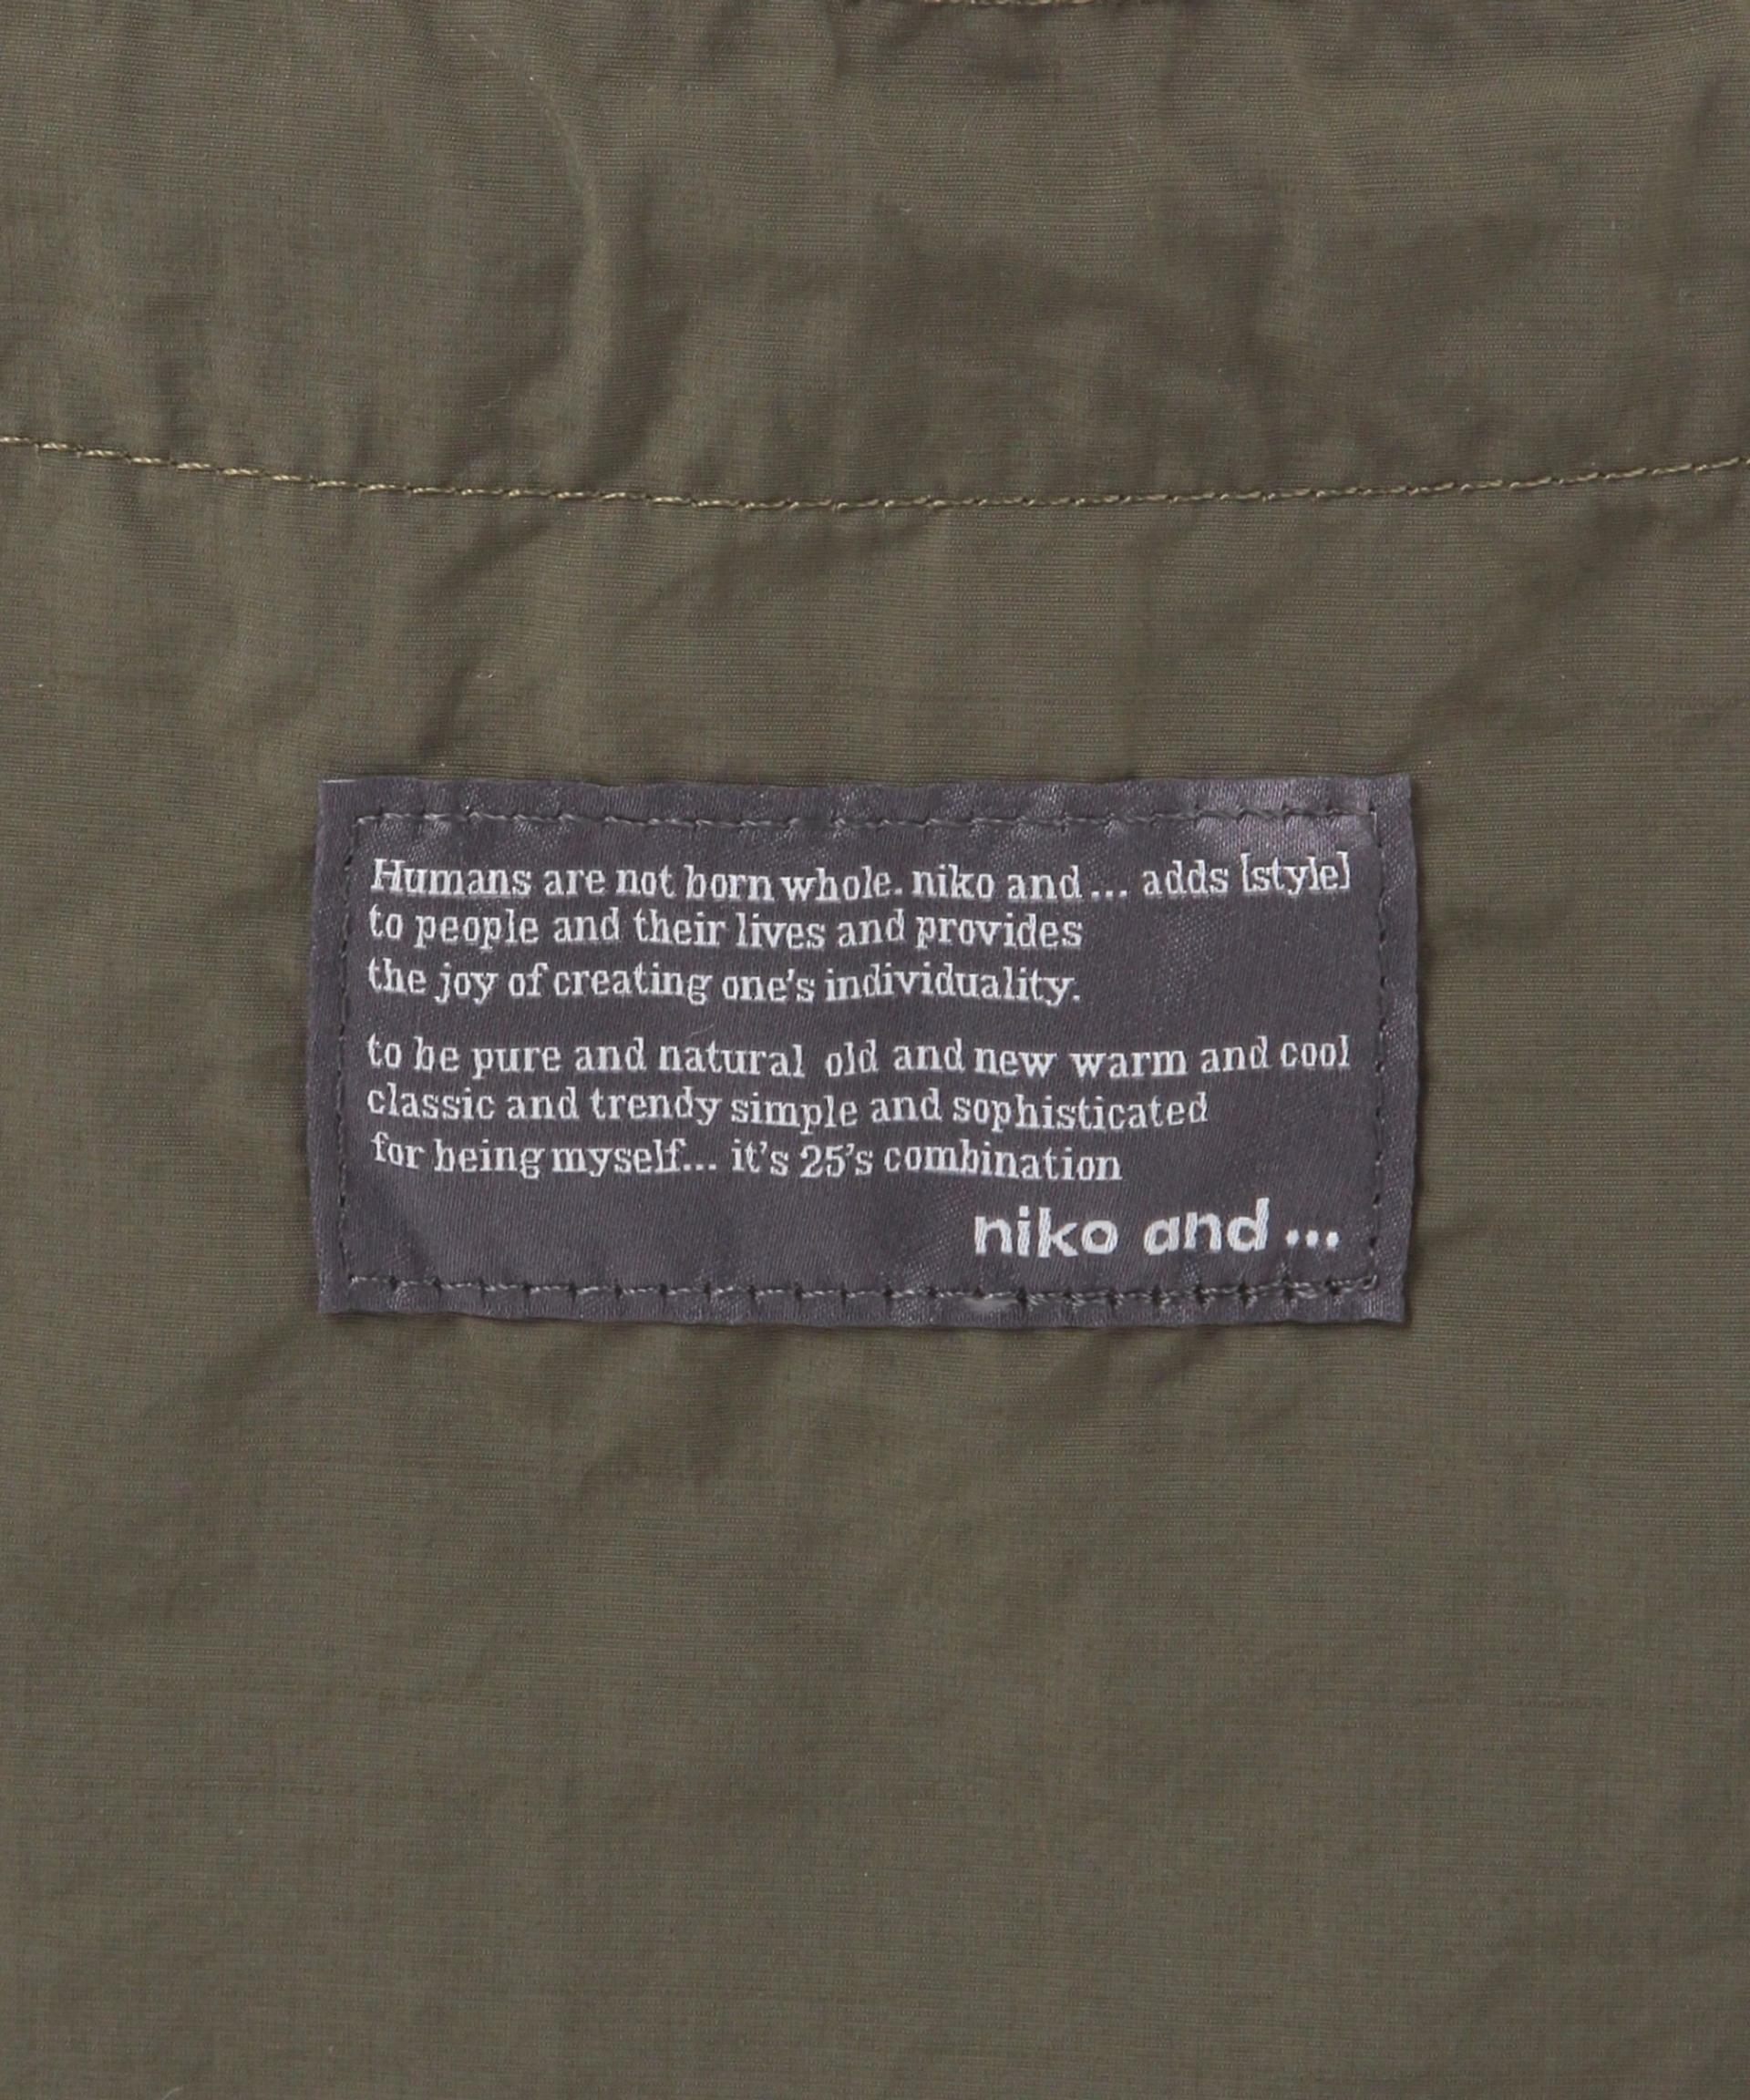 Humans are not born whole. niko and... adds [style]
to people and their lives and provides
the joy of creating one's individuality.
to be pure and natural old and new warm and cool
classic and trendy simple and sophisticated
for being myself... it's 25's combination
niko and...